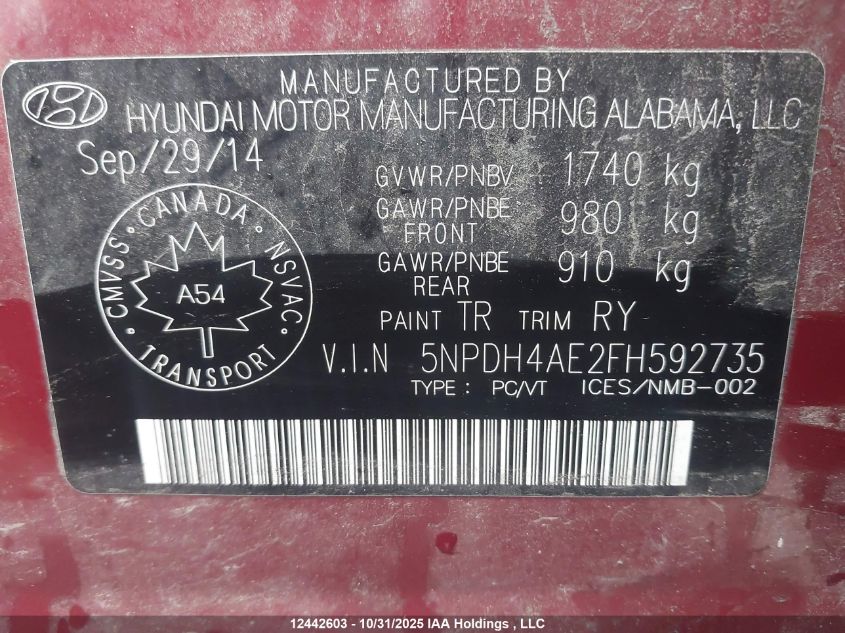 MANUFACTURED BY
HYUNDAI MOTOR MANUFACTURING ALABAMA, LLC
Sep/29/14
GVWR/PNBV : 1740 kg
GAWR/PNBE FRONT : 980 kg
GAWR/PNBE REAR : 910 kg
CANADA
CMVSS NSVAC
A54
TRANSPORT
PAINT TR TRIM RY
V.I.N 5NPDH4AE2FH592735
TYPE : PC/VT ICES/NMB-002
12442603 - 10/31/2025 IAA Holdings, LLC